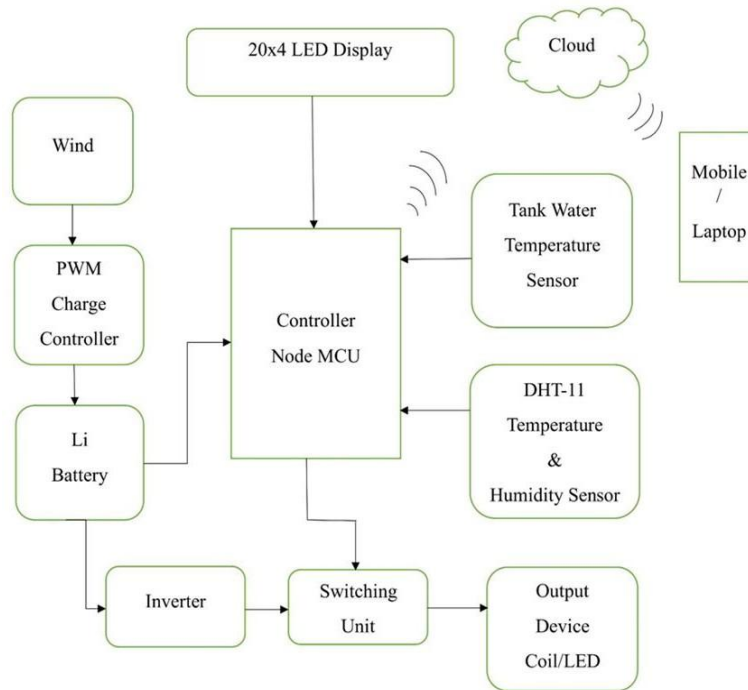 20x4 LED Display
Cloud
Wind
Mobile
/
Laptop
Tank Water
Temperature
Sensor
PWM
Charge
Controller
Controller
Node MCU
DHT-11
Temperature
&
Humidity Sensor
Li
Battery
Inverter
Switching
Unit
Output
Device
Coil/LED